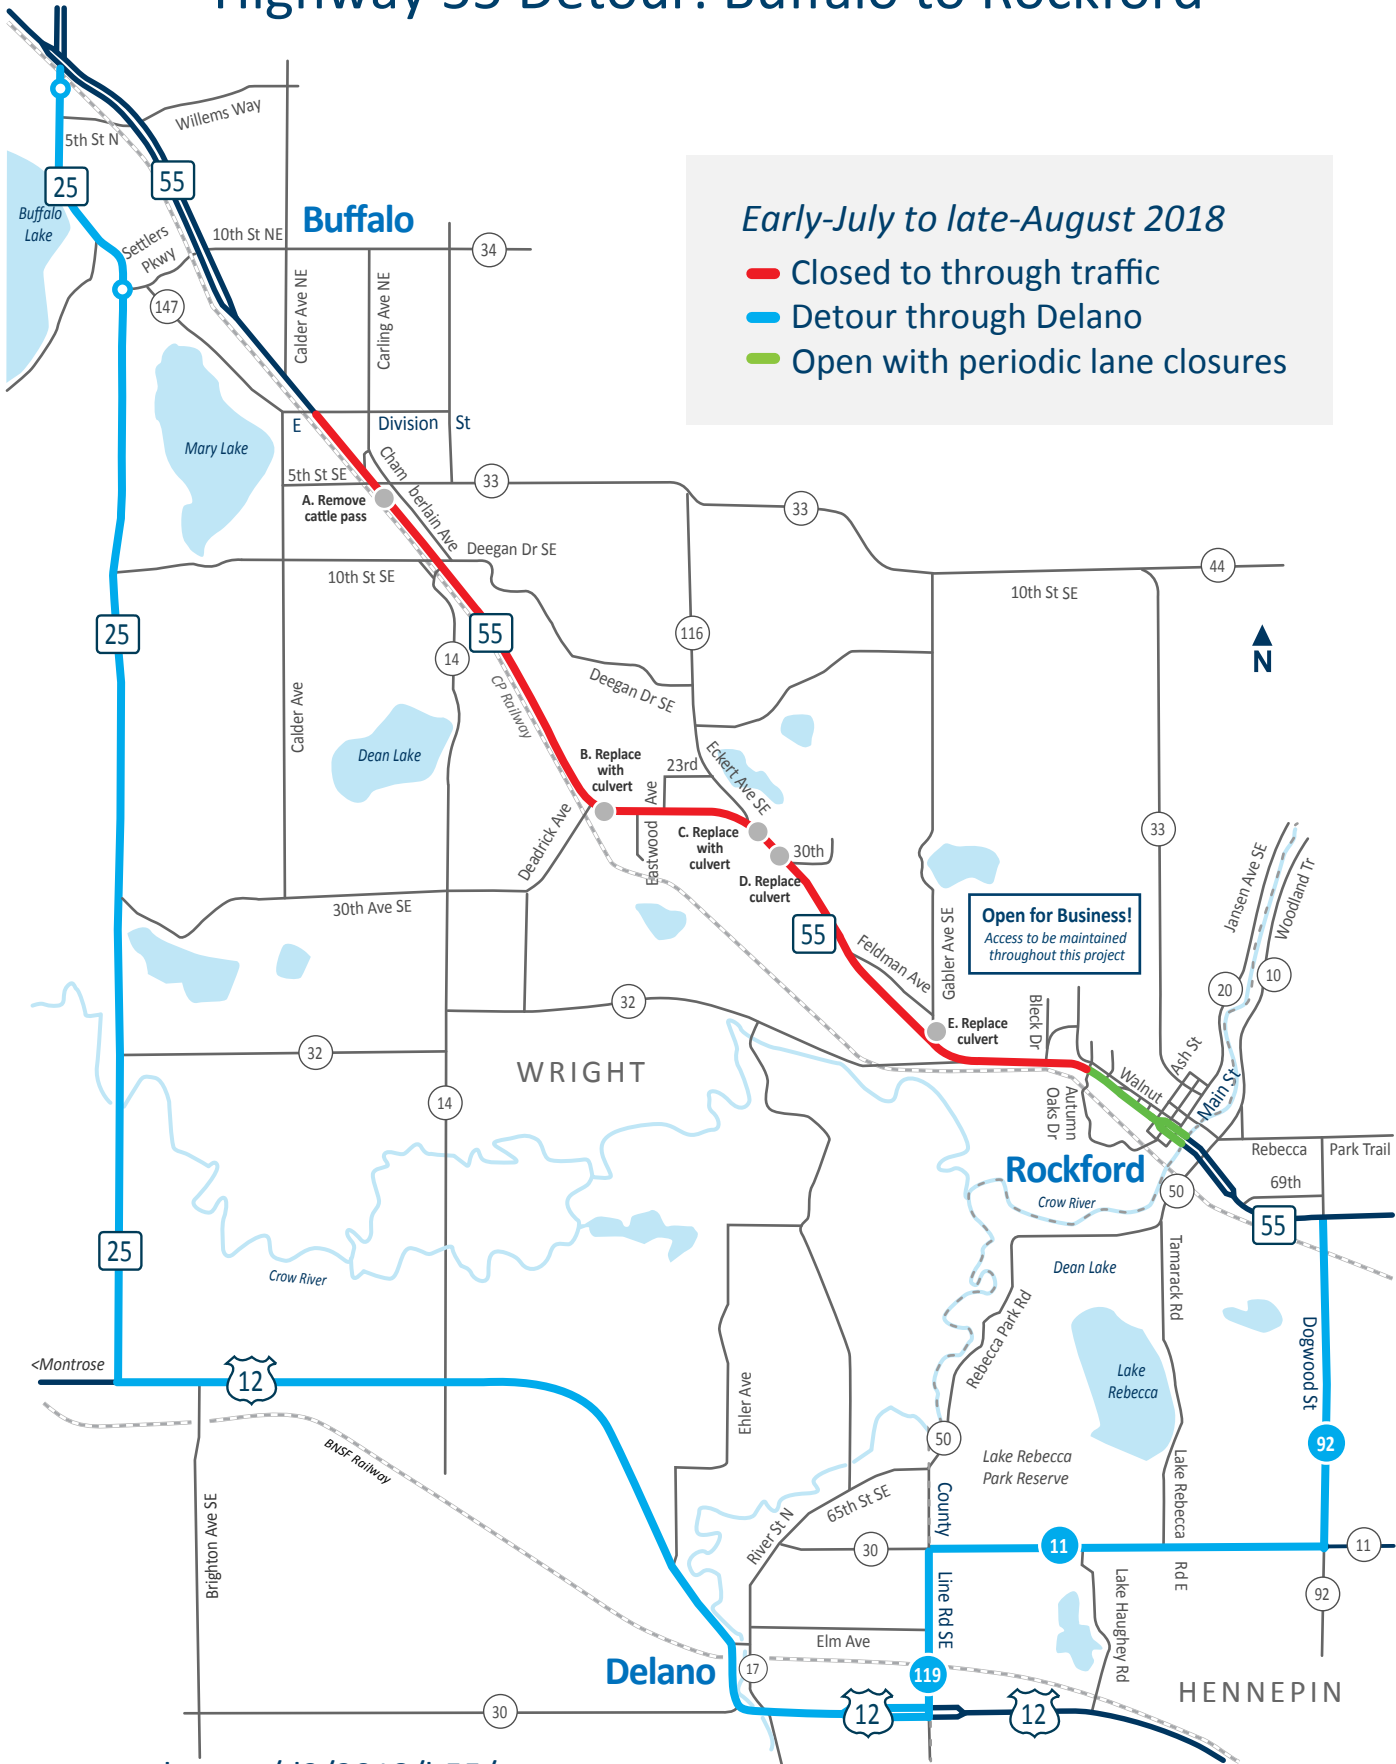 Highway 55 Detour: Buffalo to Rockford
Willems Way
5th St N
25
55
Buffalo
Lake
Settlers
Pkwy
10th St NE
Buffalo
34
147
Calder Ave NE
Carling Ave NE
Early-July to late-August 2018
Closed to through traffic
Detour through Delano
Open with periodic lane closures
E
Division
St
Mary Lake
5th St SE
Chamberlain Ave
33
33
A. Remove
cattle pass
Deegan Dr SE
10th St SE
44
10th St SE
25
55
116
14
N
CP Railway
Deegan Dr SE
Calder Ave
Dean Lake
B. Replace
with
culvert
23rd
Eckert Ave SE
Eastwood Ave
Deadrick Ave
C. Replace
with
culvert
30th
D. Replace
culvert
33
Jansen Ave SE
Woodland Tr
30th Ave SE
55
Gabler Ave SE
Open for Business!
Access to be maintained
throughout this project
Feldman Ave
20
10
32
Bleck Dr
E. Replace
culvert
32
WRIGHT
14
Autumn
Oaks Dr
Walnut
Ash St
Main St
Rockford
Rebecca
Park Trail
69th
50
Crow River
55
25
Crow River
Dean Lake
Tamarack Rd
Rebecca Park Rd
Dogwood St
<Montrose
12
Lake
Rebecca
Ehler Ave
BNSF Railway
50
92
Lake Rebecca
Park Reserve
Lake Rebecca
Rd E
Brighton Ave SE
65th St SE
River St N
County
Line Rd SE
30
11
11
92
Lake Haughey Rd
Elm Ave
Delano
17
119
HENNEPIN
30
12
12